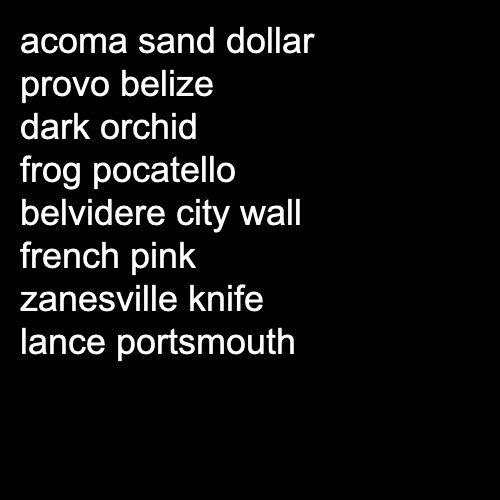 acoma sand dollar
provo belize
dark orchid
frog pocatello
belvidere city wall
french pink
zanesville knife
lance portsmouth